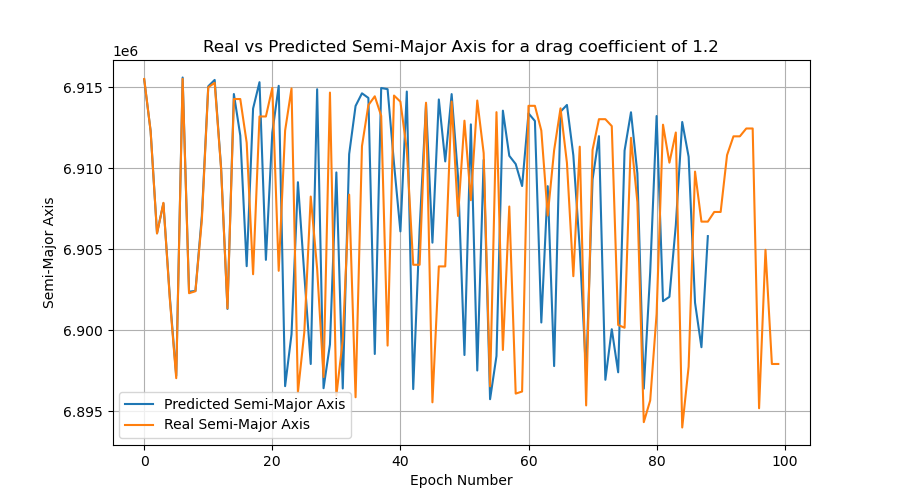 Real vs Predicted Semi-Major Axis for a drag coefficient of 1.2
1e6
6.915
6.910
6.905
6.900
6.895
Semi-Major Axis
Predicted Semi-Major Axis
Real Semi-Major Axis
0 20 40 60 80 100
Epoch Number